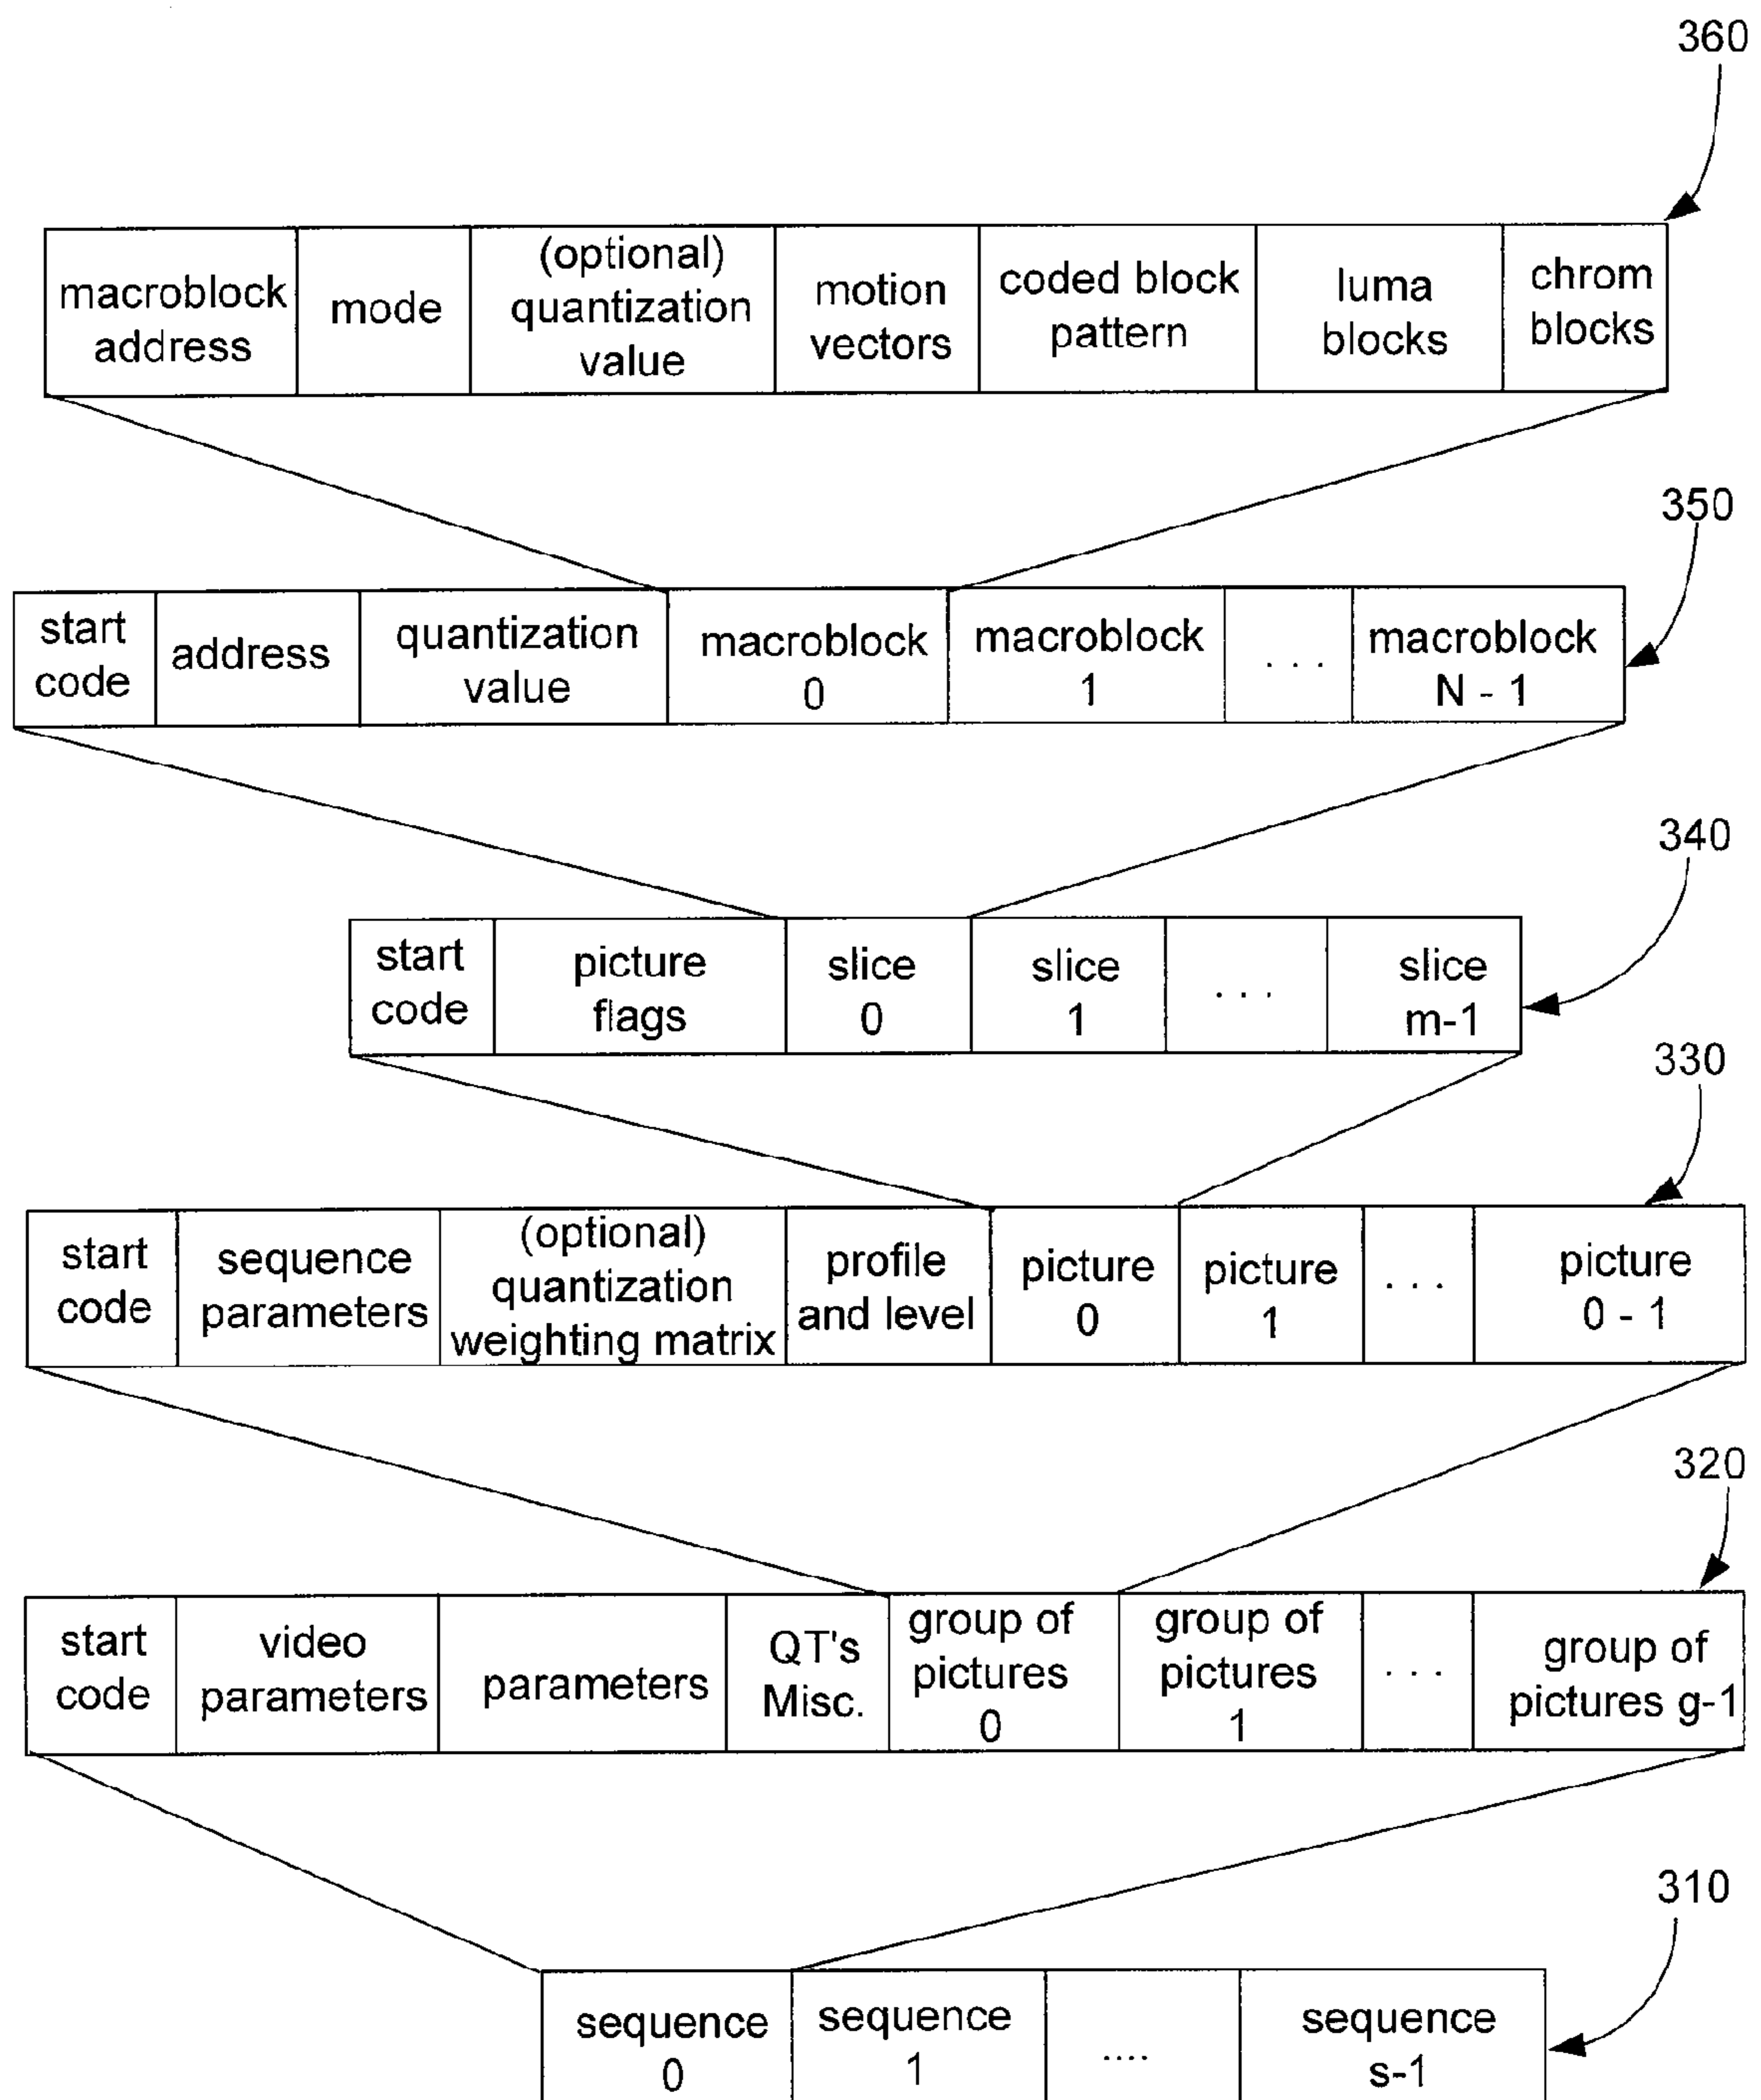 360
macroblock address
mode
(optional) quantization value
motion vectors
coded block pattern
luma blocks
chrom blocks
350
start code
address
quantization value
macroblock 0
macroblock 1
. . .
macroblock N - 1
340
start code
picture flags
slice 0
slice 1
. . .
slice m-1
330
start code
sequence parameters
(optional) quantization weighting matrix
profile and level
picture 0
picture 1
. . .
picture 0 - 1
320
start code
video parameters
parameters
QT's Misc.
group of pictures 0
group of pictures 1
. . .
group of pictures g-1
310
sequence 0
sequence 1
....
sequence s-1